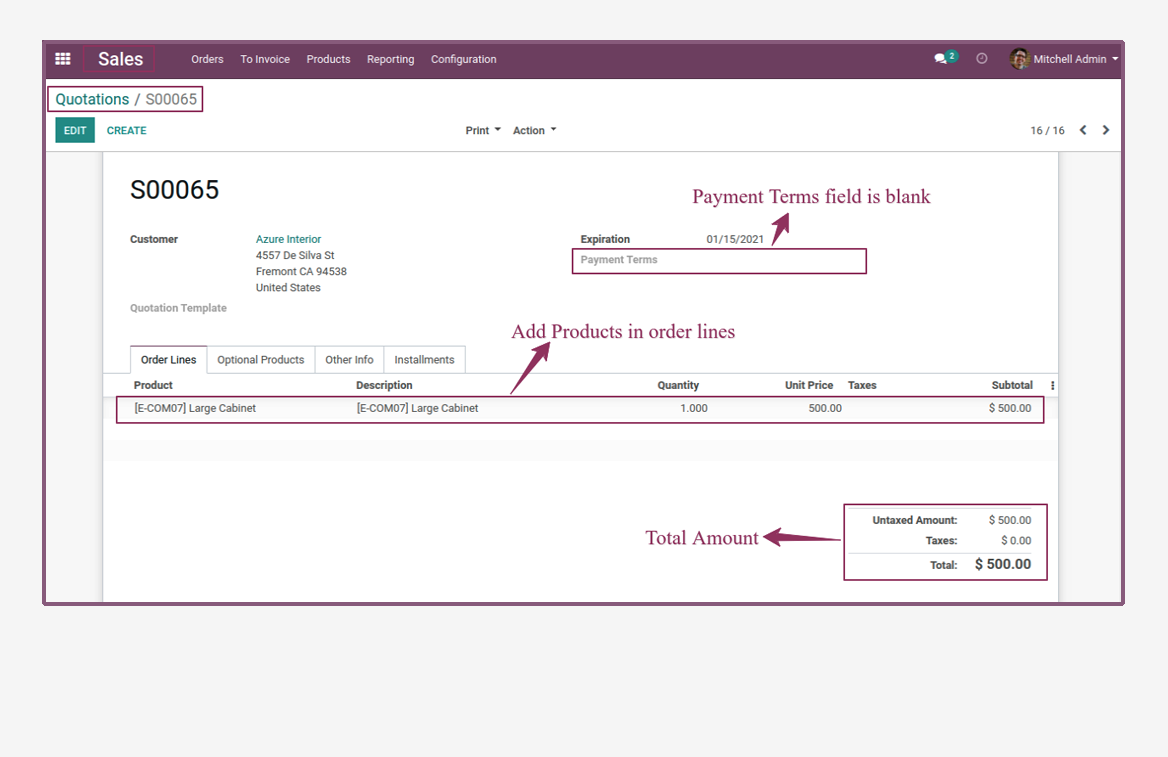 Sales Orders To Invoice Products Reporting Configuration 2 Mitchell Admin
Quotations / S00065
EDIT CREATE Print Action 16 / 16
S00065
Payment Terms field is blank
Customer Azure Interior Expiration 01/15/2021
4557 De Silva St Payment Terms
Fremont CA 94538
United States
Quotation Template
Add Products in order lines
Order Lines Optional Products Other Info Installments
Product Description Quantity Unit Price Taxes Subtotal
[E-COM07] Large Cabinet [E-COM07] Large Cabinet 1.000 500.00 $ 500.00
Untaxed Amount: $ 500.00
Total Amount Taxes: $ 0.00
Total: $ 500.00